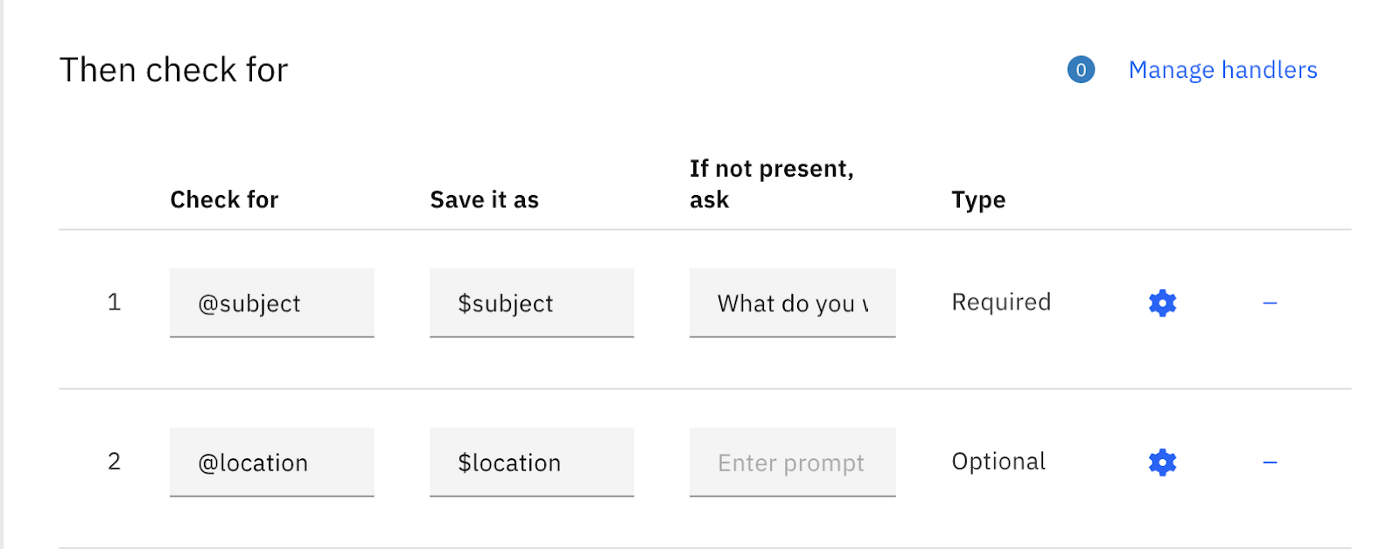 Then check for
0 Manage handlers
Check for Save it as If not present, ask Type
1 @subject $subject What do you Required
2 @location $location Enter prompt Optional